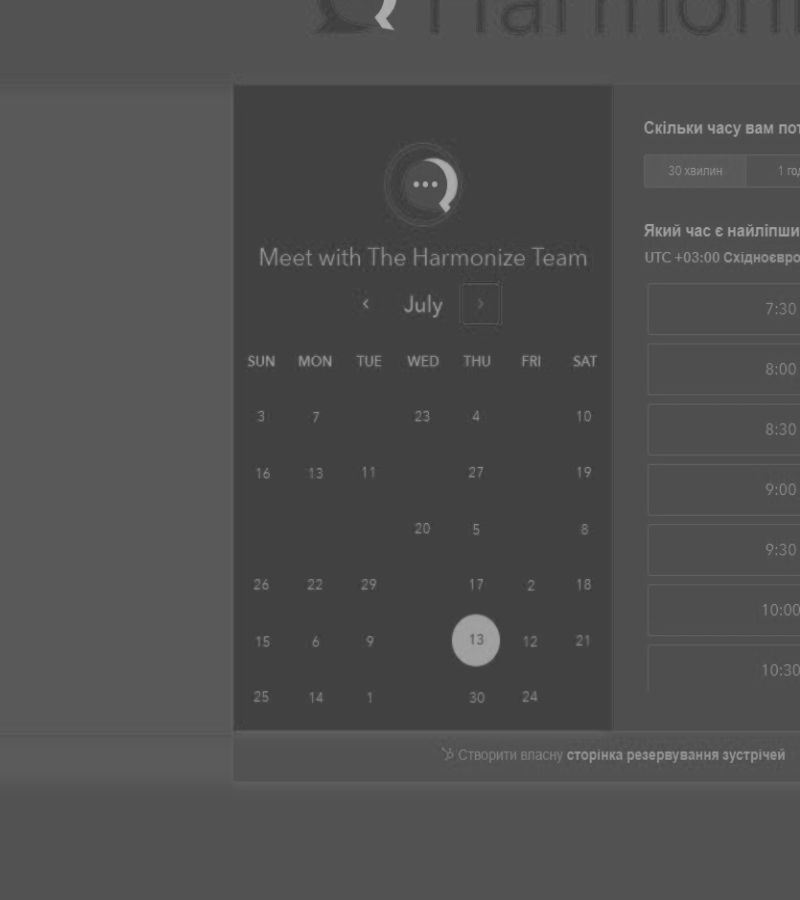 Harmoni
Meet with The Harmonize Team
‹ July ›
SUN MON TUE WED THU FRI SAT
3 7 23 4 10
16 13 11 27 19
20 5 8
26 22 29 17 2 18
15 6 9 13 12 21
25 14 1 30 24
Скільки часу вам пот
30 хвилин 1 год
Який час є найліпши
UTC +03:00 Східноєвро
7:30
8:00
8:30
9:00
9:30
10:00
10:30
Створити власну сторінка резервування зустрічей